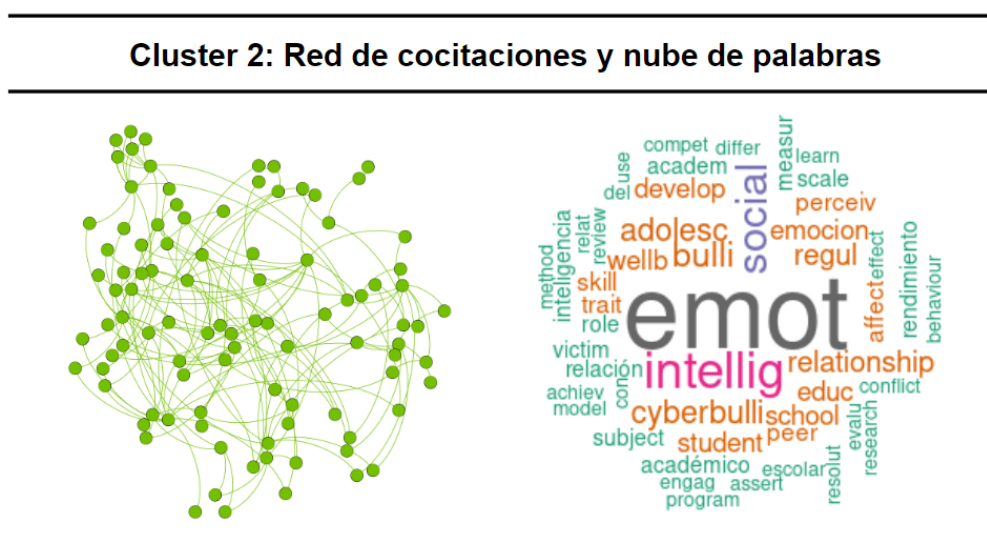 Cluster 2: Red de cocitaciones y nube de palabras
compet differ
measur
use
academ
learn
del
develop
social
scale
perceiv
inteligencia
relat
review
adolesc
emocion
wellb
bulli
regul
effect
rendimiento
behaviour
method
skill
trait
role
emot
affect
victim
relación
intellig
relationship
achiev
model
con
educ
conflict
cyberbulli
school
subject
student
peer
evalu
research
académico
escolar
resolut
engag
assert
program